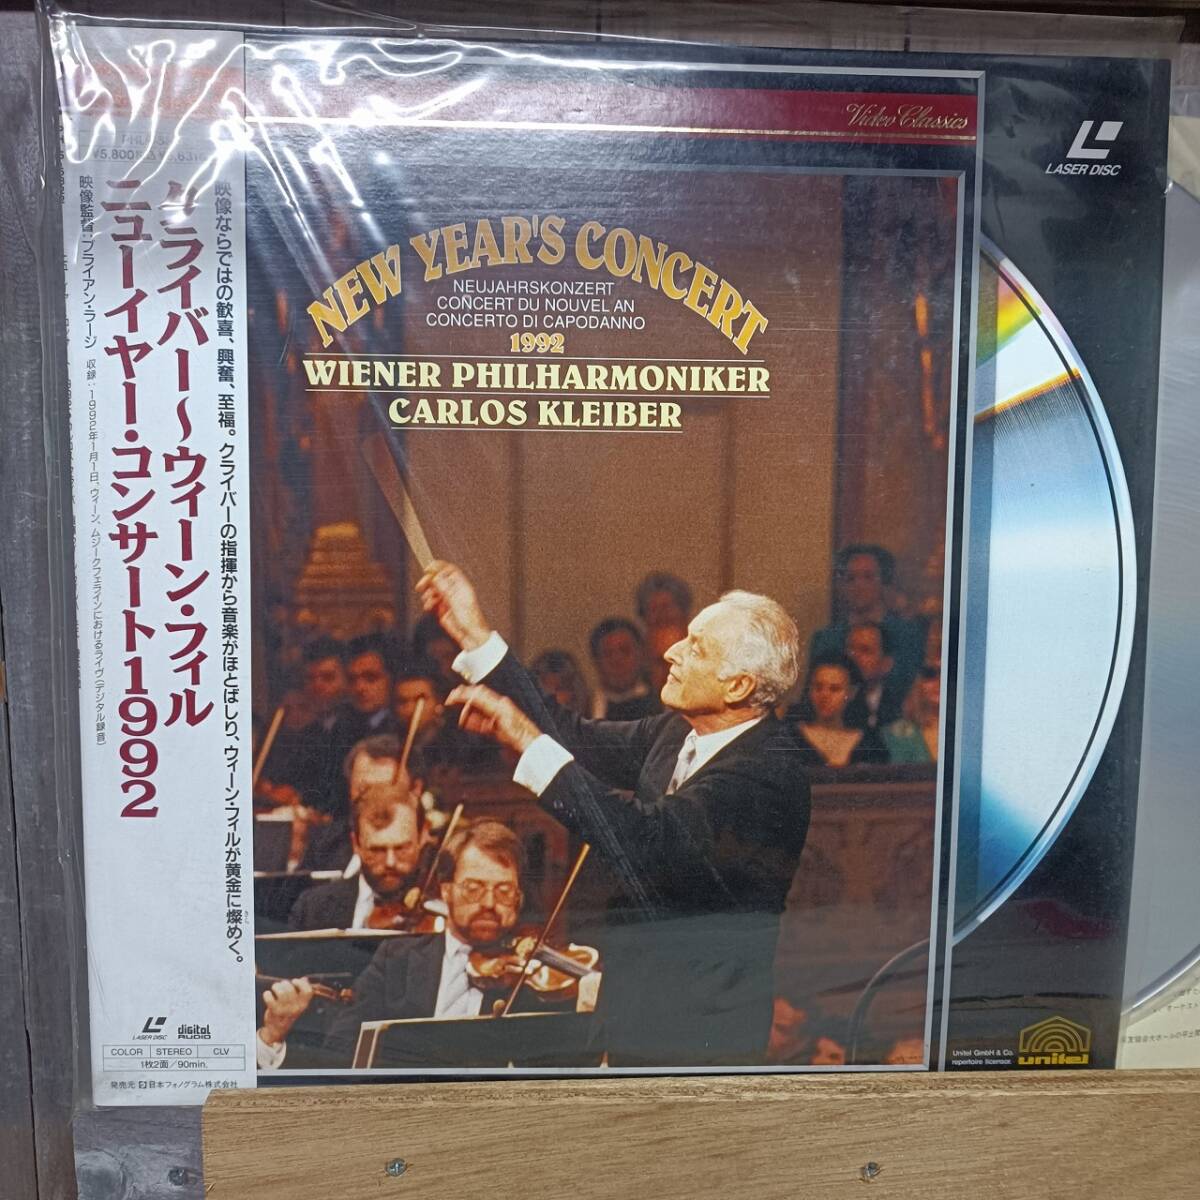 Video Classics
LASER DISC
NEW YEAR'S CONCERT
NEUJAHRSKONZERT
CONCERT DU NOUVEL AN
CONCERTO DI CAPODANNO
1992
WIENER PHILHARMONIKER
CARLOS KLEIBER
映像ならではの歓喜、興奮、至福。クライバーの指揮から音楽がほとばしり、ウィーン・フィルが黄金に燦めく。
きら
クライバー〜ウィーン・フィル
ニューイヤー・コンサート1992
映像監督:ブライアン・ラージ
収録:1992年1月1日、ウィーン、ムジークフェラインにおけるライヴ(デジタル録音)
LASER DISC
digital AUDIO
COLOR STEREO CLV
1枚2面/90min.
発売元 日本フォノグラム株式会社
Unitel GmbH & Co.
repertoire licensor.
unitel